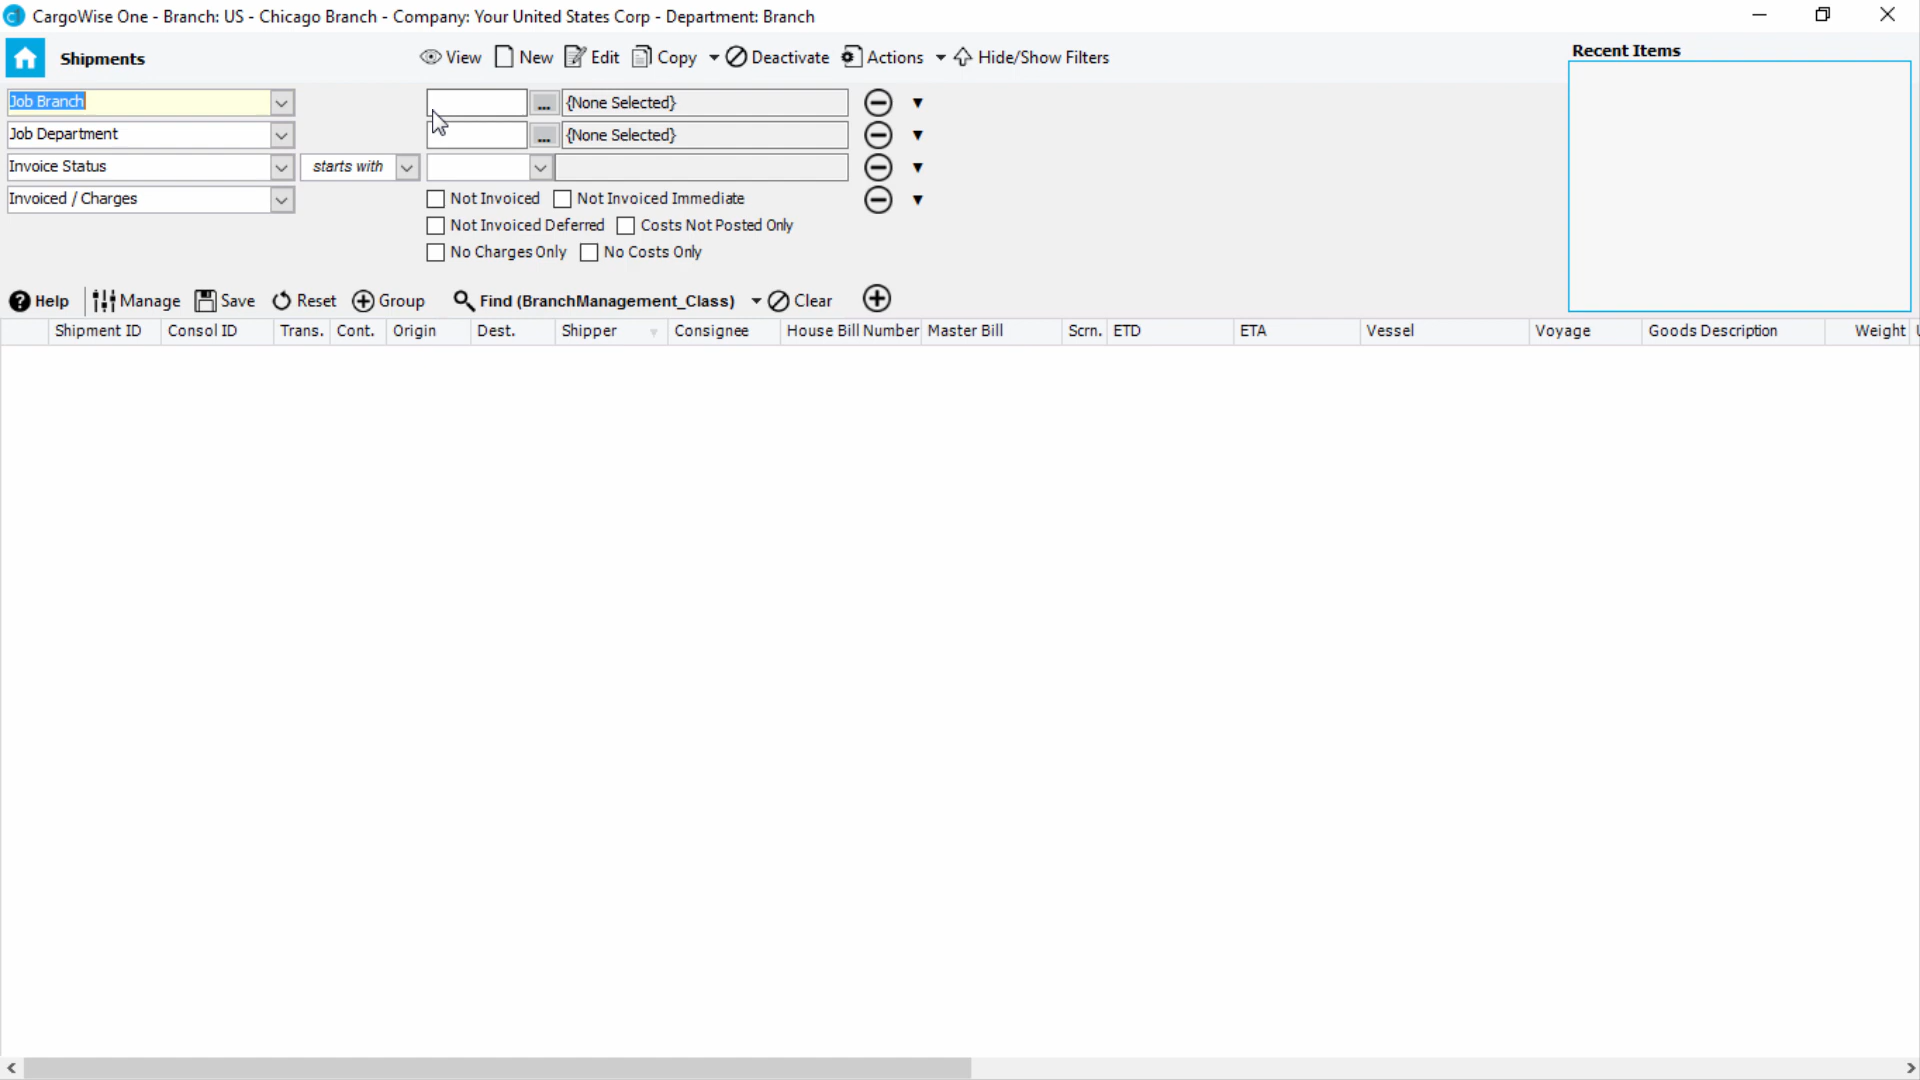 CargoWise One - Branch: US - Chicago Branch - Company: Your United States Corp - Department: Branch
Shipments
View New Edit Copy Deactivate Actions Hide/Show Filters
Recent Items
Job Branch ... {None Selected}
Job Department ... {None Selected}
Invoice Status starts with
Invoiced / Charges Not Invoiced Not Invoiced Immediate
Not Invoiced Deferred Costs Not Posted Only
No Charges Only No Costs Only
Help Manage Save Reset Group Find (BranchManagement_Class) Clear
Shipment ID Consol ID Trans. Cont. Origin Dest. Shipper Consignee House Bill Number Master Bill Scrn. ETD ETA Vessel Voyage Goods Description Weight